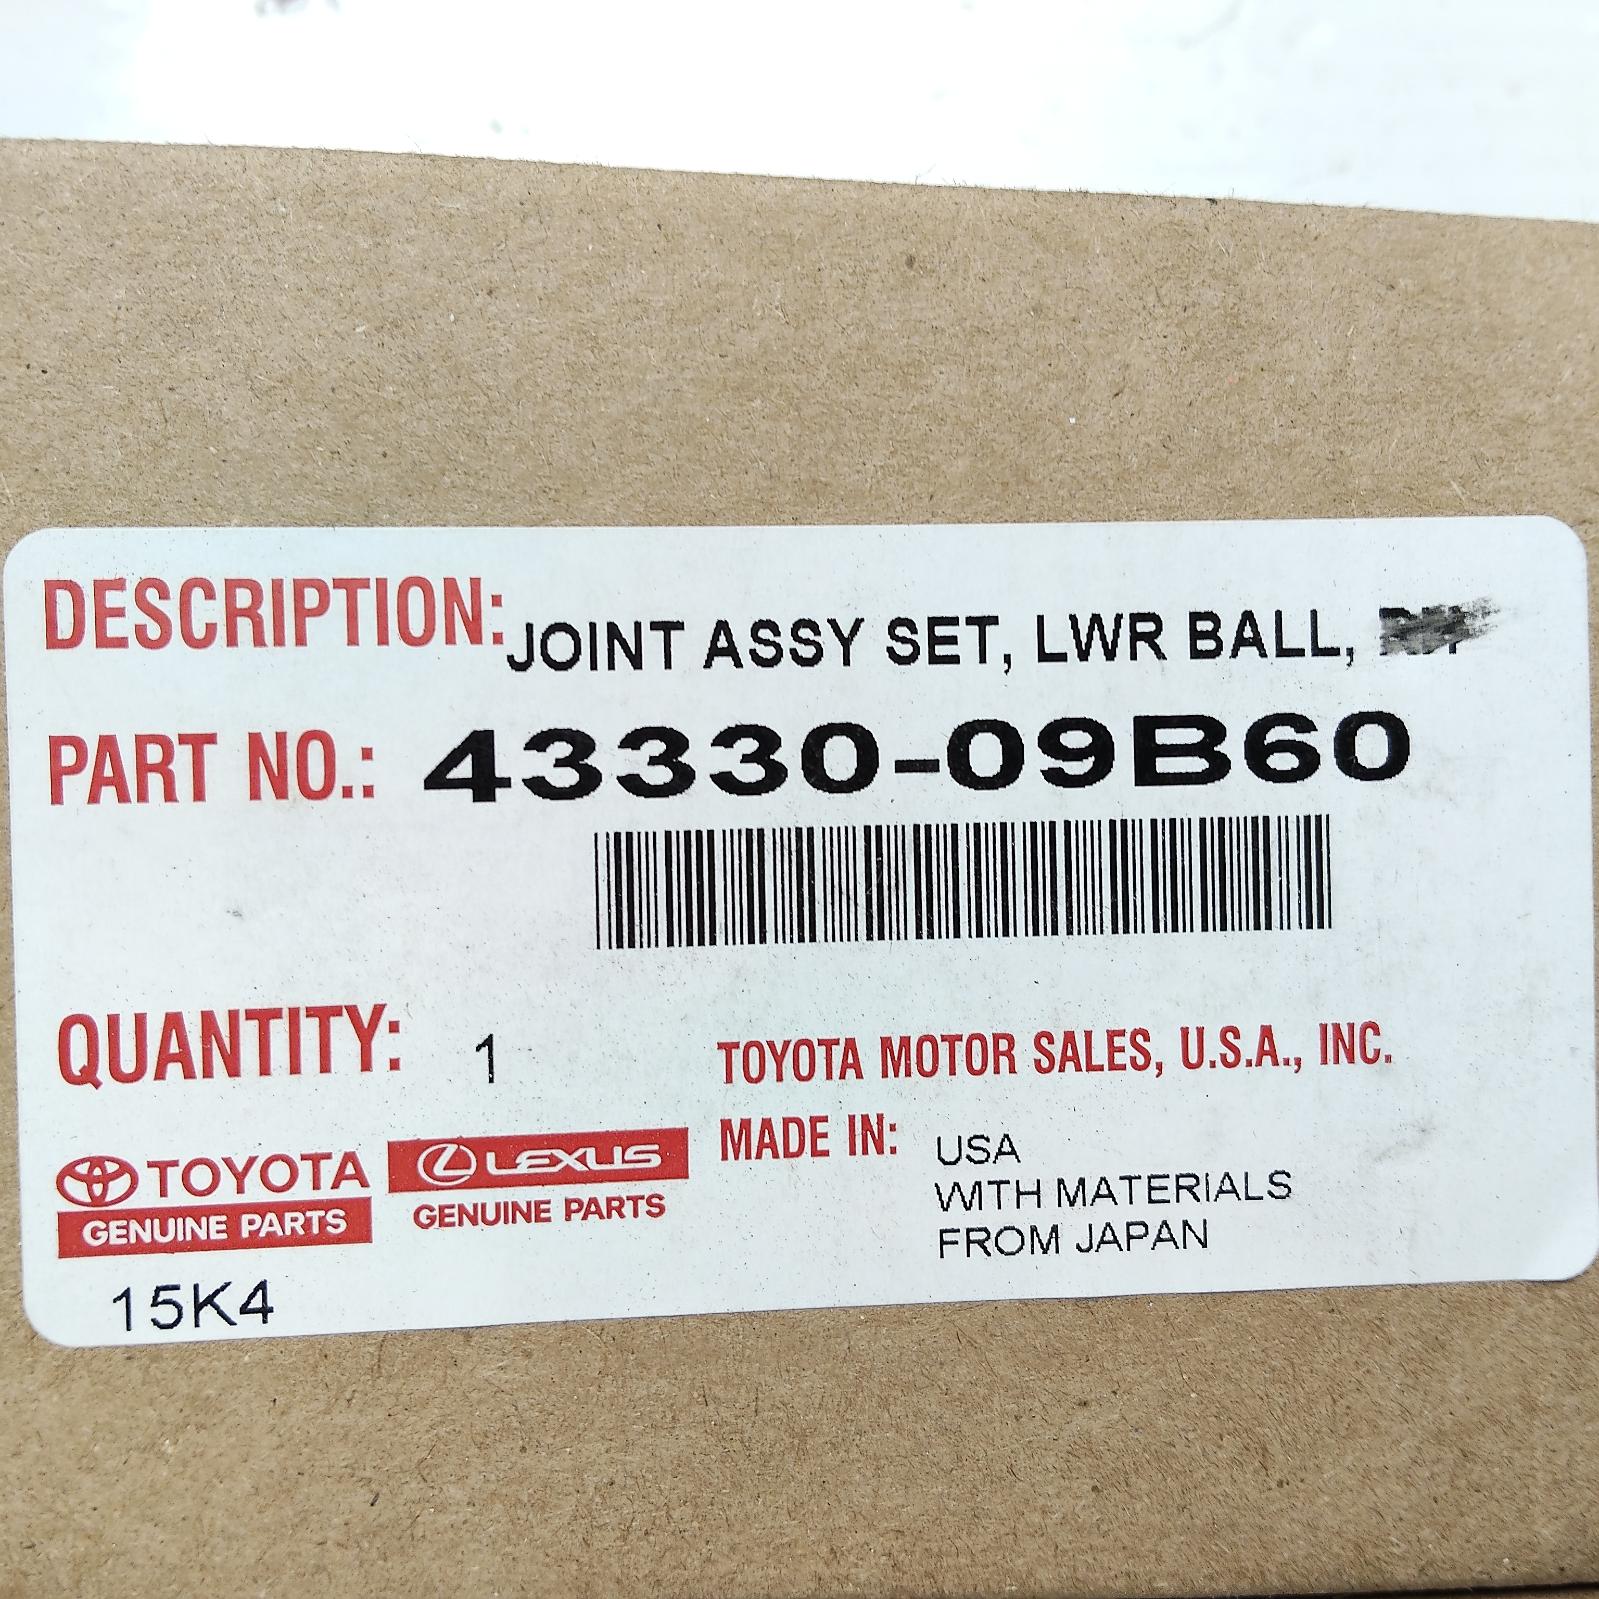 DESCRIPTION: JOINT ASSY SET, LWR BALL,
PART NO.: 43330-09B60
QUANTITY: 1
TOYOTA MOTOR SALES, U.S.A., INC.
MADE IN: USA
WITH MATERIALS
FROM JAPAN
TOYOTA
GENUINE PARTS
LEXUS
GENUINE PARTS
15K4